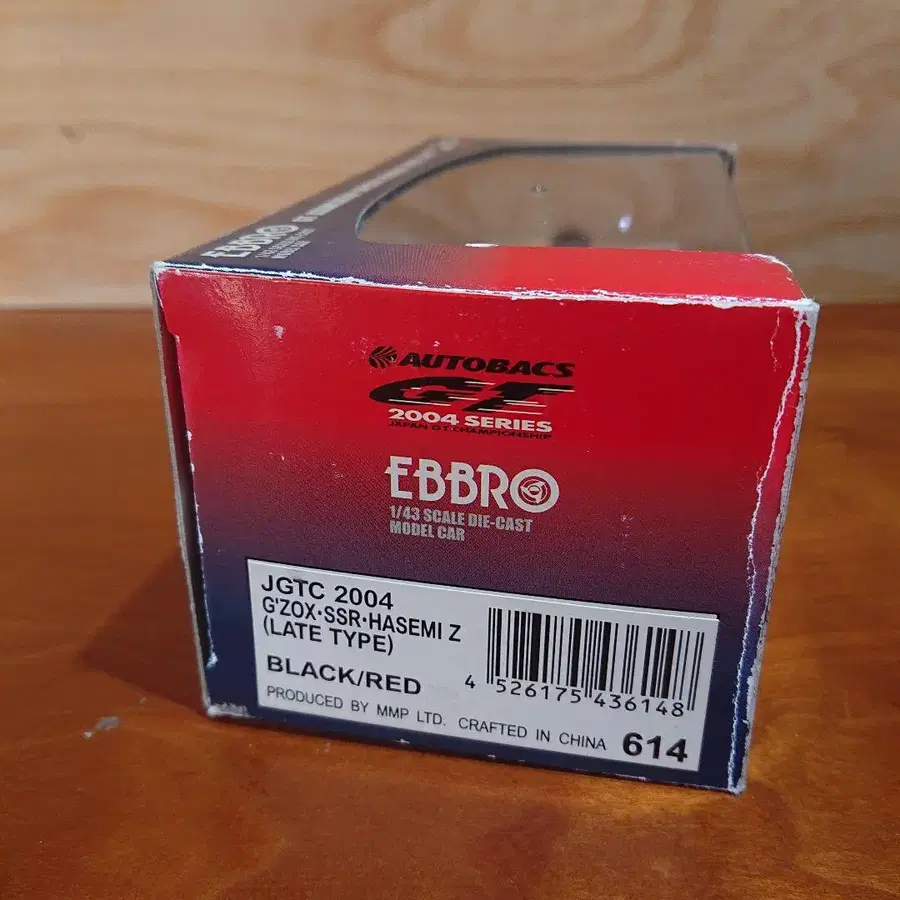 EBBRO
AUTOBACS
GT
2004 SERIES
JAPAN GT CHAMPIONSHIP
EBBRO
1/43 SCALE DIE-CAST
MODEL CAR
JGTC 2004
G'ZOX•SSR•HASEMI Z
(LATE TYPE)
BLACK/RED
4 526175 436148
PRODUCED BY MMP LTD. CRAFTED IN CHINA 614